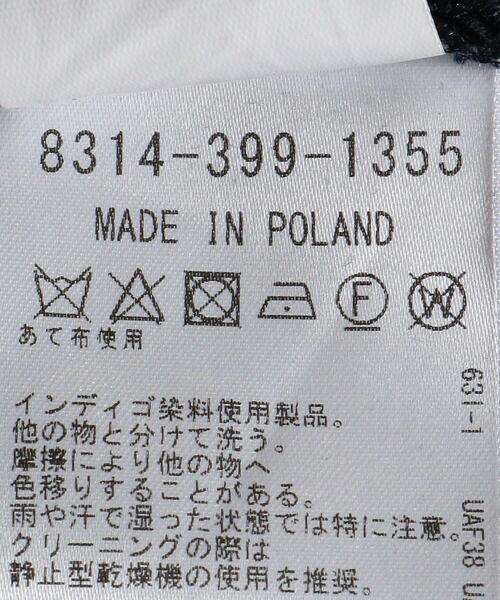 8314-399-1355
MADE IN POLAND
F W
あて布使用
インディゴ染料使用製品。
他の物と分けて洗う。
摩擦により他の物へ
色移りすることがある。
雨や汗で湿った状態では特に注意。
クリーニングの際は
静止型乾燥機の使用を推奨。
631-1
UAF38